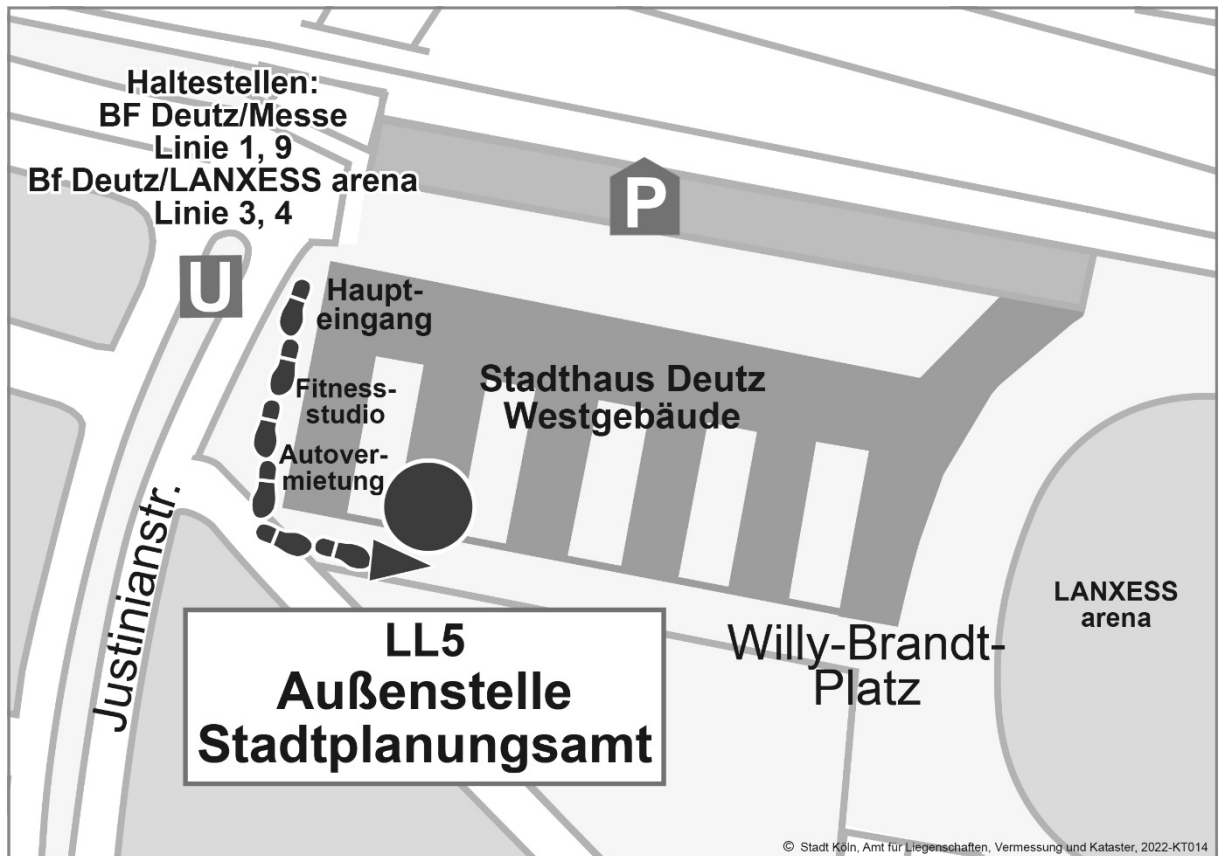 Haltestellen:
BF Deutz/Messe
Linie 1, 9
Bf Deutz/LANXESS arena
Linie 3, 4
P
U
Haupt-
eingang
Stadthaus Deutz
Westgebäude
Fitness-
studio
Autover-
mietung
Justinianstr.
LANXESS
arena
Willy-Brandt-
Platz
LL5
Außenstelle
Stadtplanungsamt
© Stadt Köln, Amt für Liegenschaften, Vermessung und Kataster, 2022-KT014